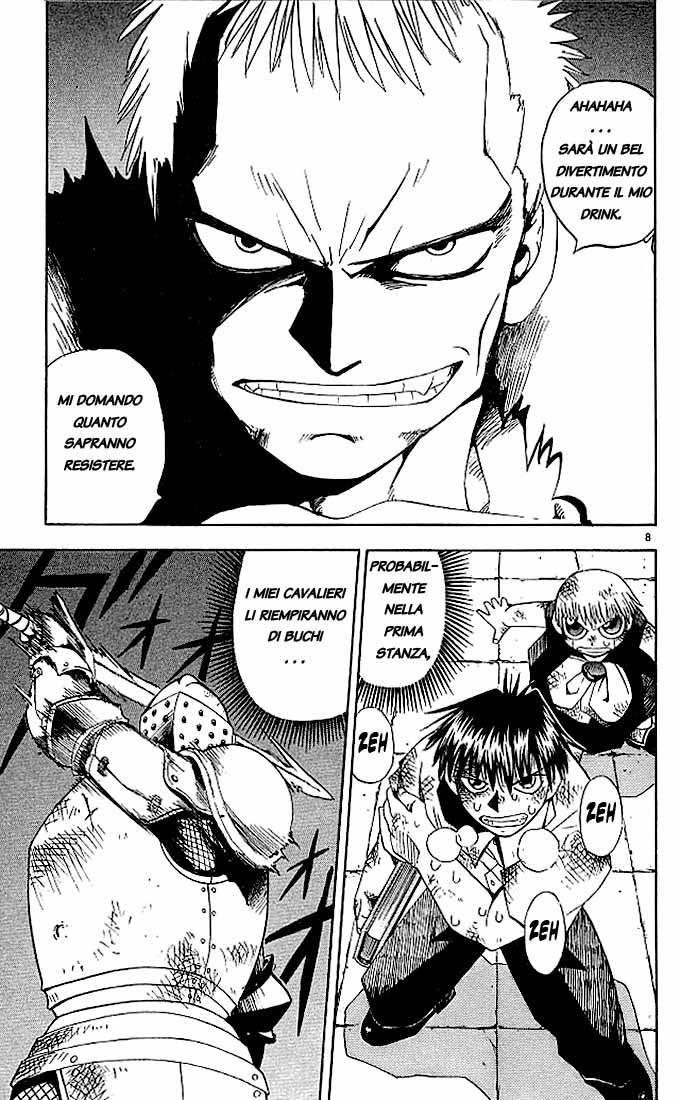 AHAHAHA
...
SARÀ UN BEL
DIVERTIMENTO
DURANTE IL MIO
DRINK.
MI DOMANDO
QUANTO
SAPRANNO
RESISTERE.
8
PROBABIL-
MENTE
NELLA
PRIMA
STANZA,
ZEH
ZEH
ZEH
I MIEI CAVALIERI
LI RIEMPIRANNO
DI BUCHI
...